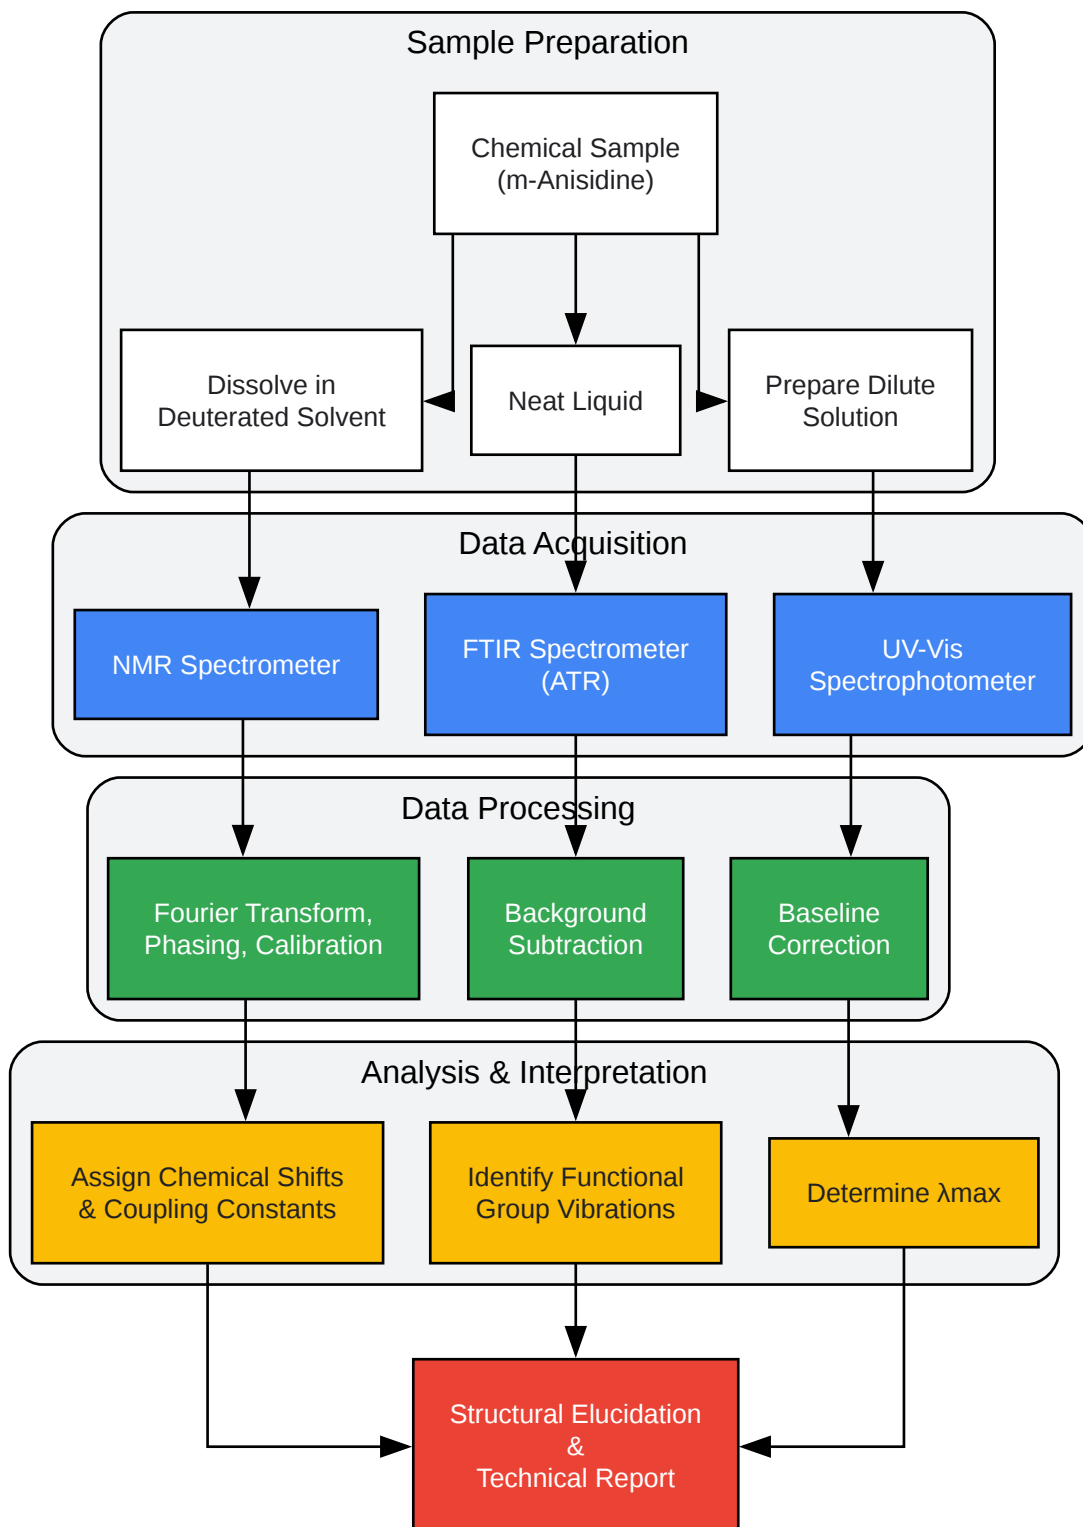 Sample Preparation
Chemical Sample
(m-Anisidine)
Dissolve in
Deuterated Solvent
Neat Liquid
Prepare Dilute
Solution
Data Acquisition
NMR Spectrometer
FTIR Spectrometer
(ATR)
UV-Vis
Spectrophotometer
Data Processing
Fourier Transform,
Phasing, Calibration
Background
Subtraction
Baseline
Correction
Analysis & Interpretation
Assign Chemical Shifts
& Coupling Constants
Identify Functional
Group Vibrations
Determine λmax
Structural Elucidation
&
Technical Report